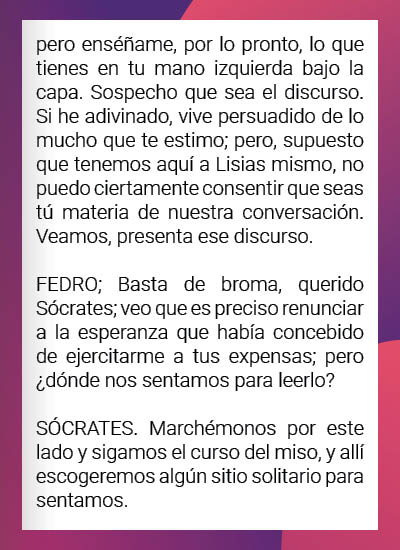 pero enséñame, por lo pronto, lo que
tienes en tu mano izquierda bajo la
capa. Sospecho que sea el discurso.
Si he adivinado, vive persuadido de lo
mucho que te estimo; pero, supuesto
que tenemos aquí a Lisias mismo, no
puedo ciertamente consentir que seas
tú materia de nuestra conversación.
Veamos, presenta ese discurso.
FEDRO; Basta de broma, querido
Sócrates; veo que es preciso renunciar
a la esperanza que había concebido
de ejercitarme a tus expensas; pero
¿dónde nos sentamos para leerlo?
SÓCRATES. Marchémonos por este
lado y sigamos el curso del miso, y allí
escogeremos algún sitio solitario para
sentamos.